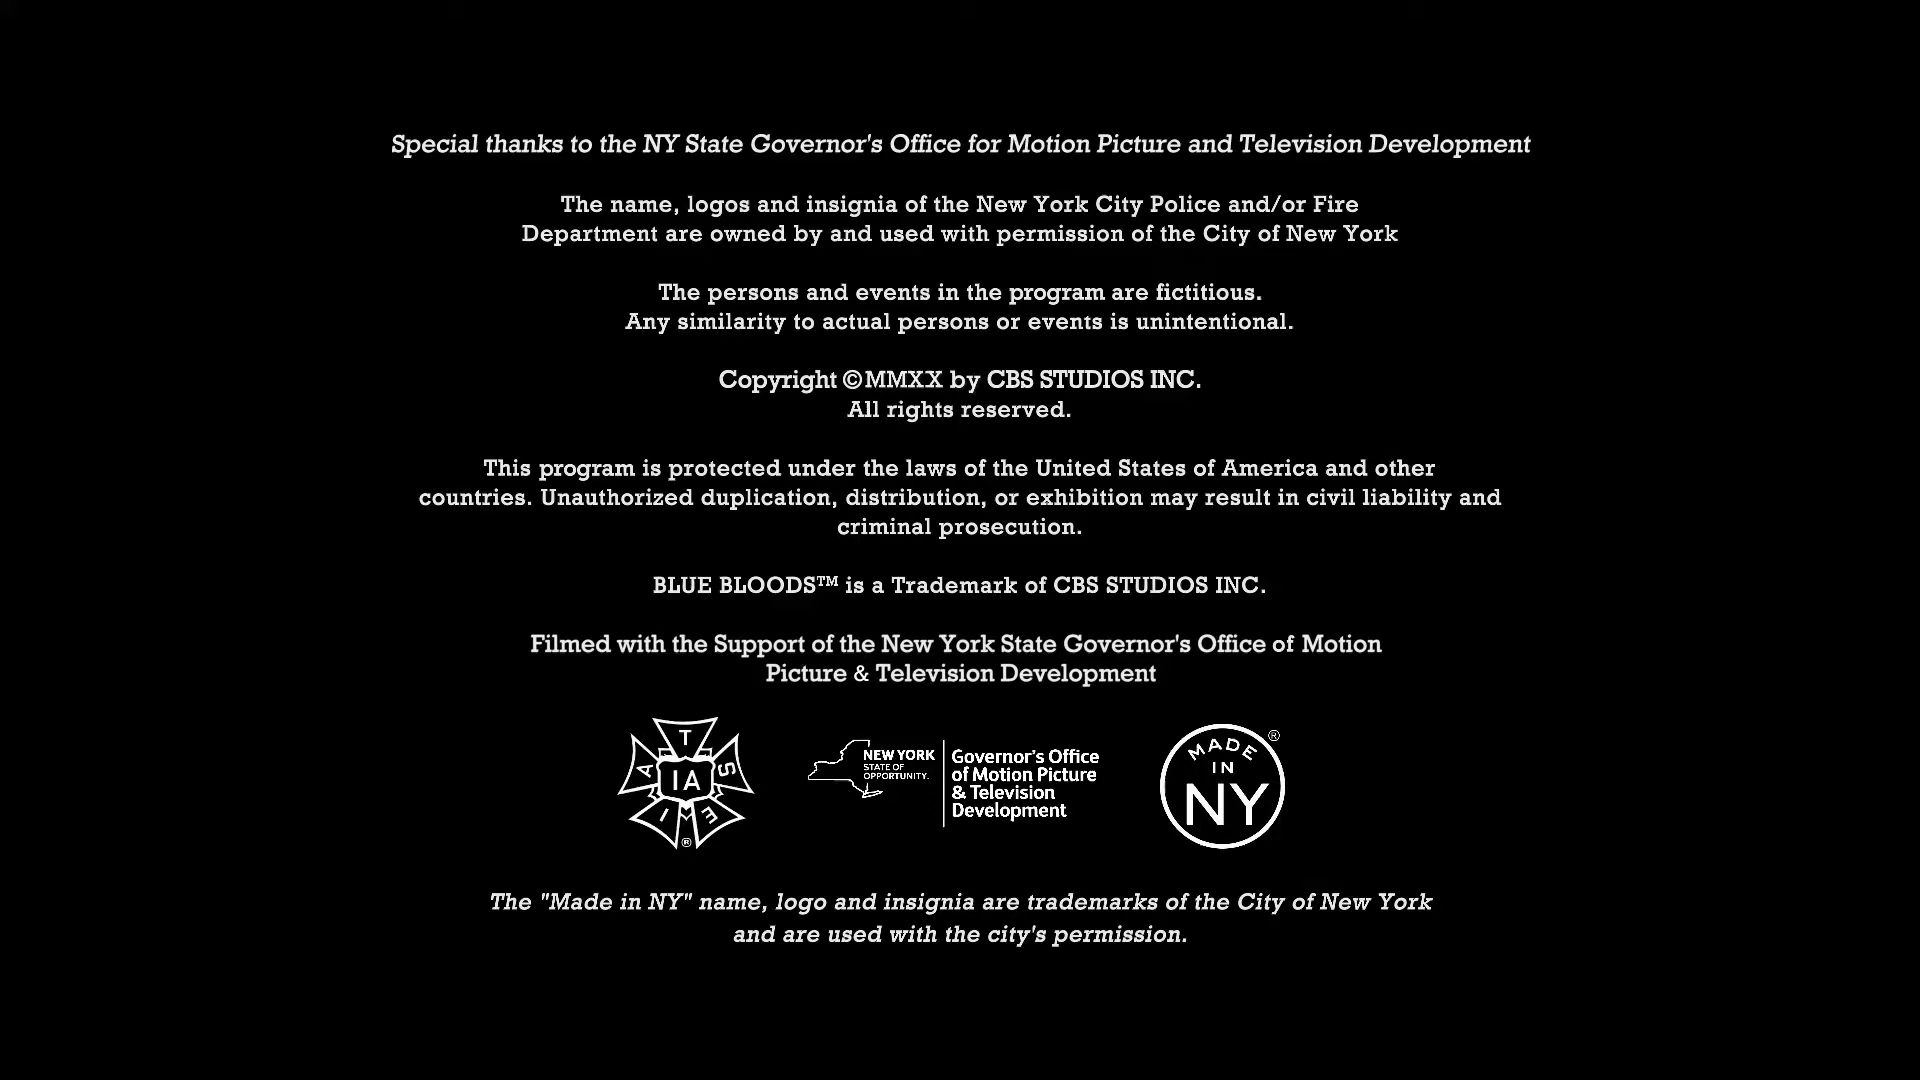 Special thanks to the NY State Governor's Office for Motion Picture and Television Development
The name, logos and insignia of the New York City Police and/or Fire
Department are owned by and used with permission of the City of New York
The persons and events in the program are fictitious.
Any similarity to actual persons or events is unintentional.
Copyright ©MMXX by CBS STUDIOS INC.
All rights reserved.
This program is protected under the laws of the United States of America and other
countries. Unauthorized duplication, distribution, or exhibition may result in civil liability and
criminal prosecution.
BLUE BLOODS™ is a Trademark of CBS STUDIOS INC.
Filmed with the Support of the New York State Governor's Office of Motion
Picture & Television Development
IATSE
IA
®
NEW YORK
STATE OF
OPPORTUNITY.
Governor's Office
of Motion Picture
& Television
Development
MADE
IN
NY
®
The "Made in NY" name, logo and insignia are trademarks of the City of New York
and are used with the city's permission.